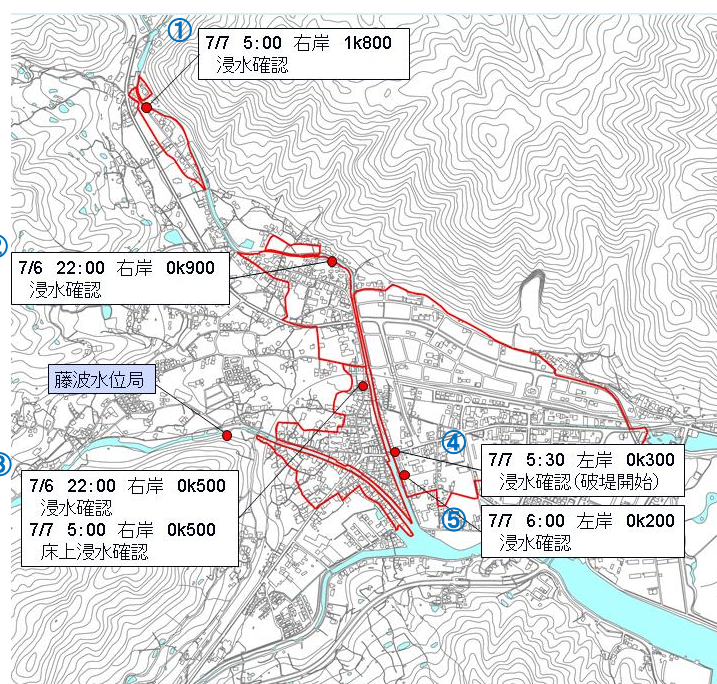 ①
7/7 5:00 右岸 1k800
浸水確認
②
7/6 22:00 右岸 0k900
浸水確認
藤波水位局
③
7/6 22:00 右岸 0k500
浸水確認
7/7 5:00 右岸 0k500
床上浸水確認
④
7/7 5:30 左岸 0k300
浸水確認(破堤開始)
⑤
7/7 6:00 左岸 0k200
浸水確認